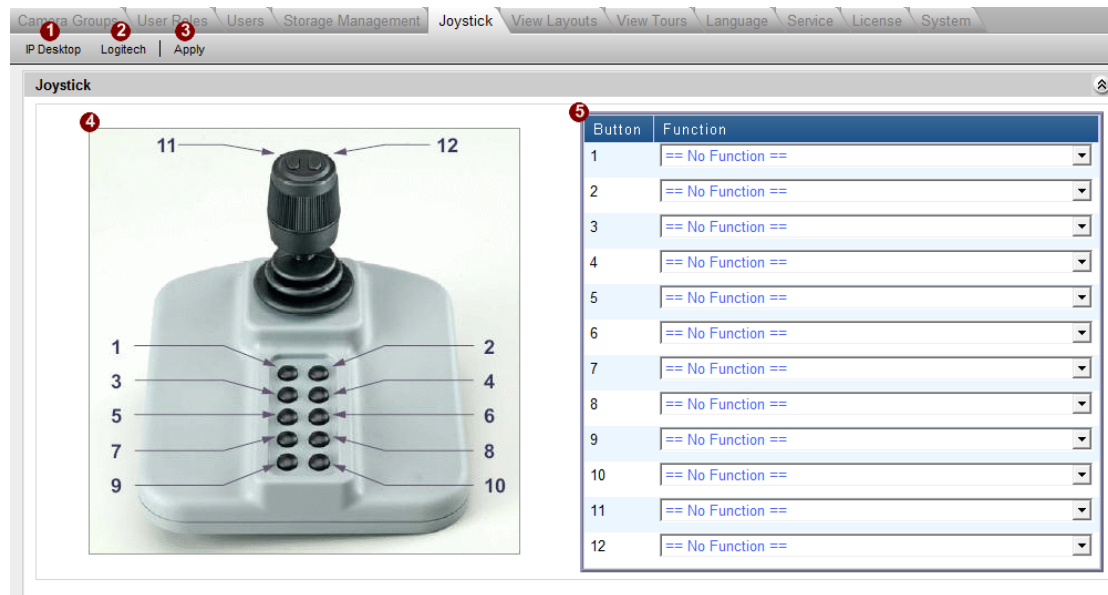 Camera Groups User Roles Users Storage Management Joystick View Layouts View Tours Language Service License System
1 2 3
IP Desktop Logitech | Apply
Joystick
4
5
11 12
1 2
3 4
5 6
7 8
9 10
Button Function
1 == No Function ==
2 == No Function ==
3 == No Function ==
4 == No Function ==
5 == No Function ==
6 == No Function ==
7 == No Function ==
8 == No Function ==
9 == No Function ==
10 == No Function ==
11 == No Function ==
12 == No Function ==